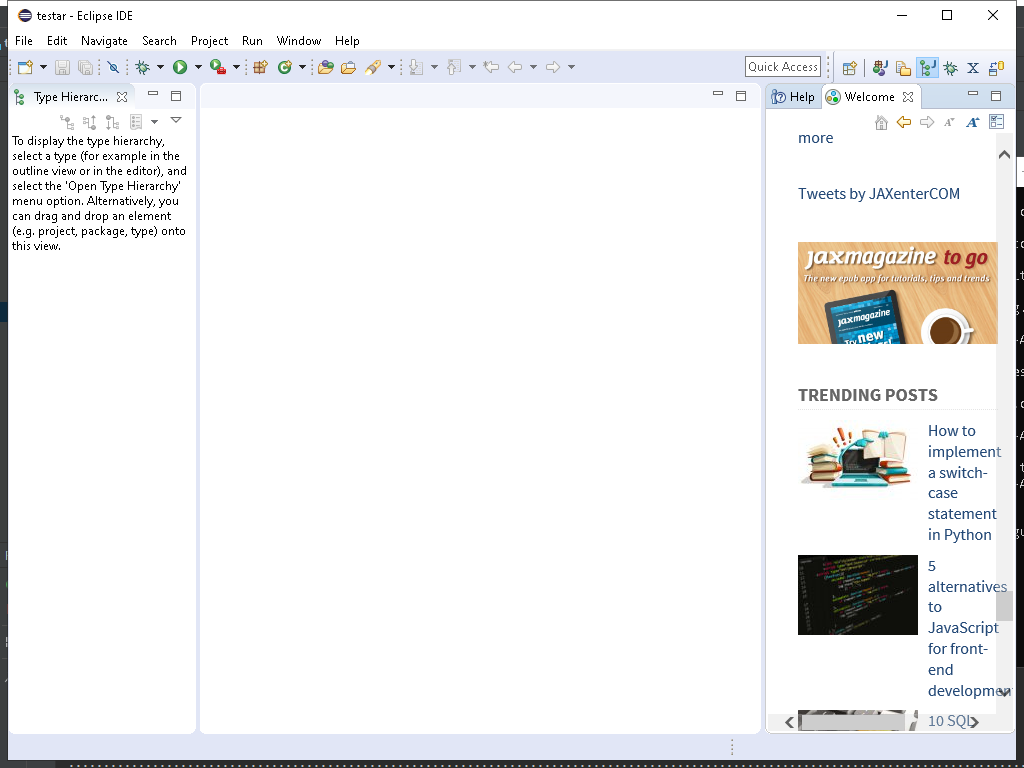 testar - Eclipse IDE
File Edit Navigate Search Project Run Window Help
Quick Access
Type Hierarc...
Help
Welcome
To display the type hierarchy,
select a type (for example in the
outline view or in the editor), and
select the 'Open Type Hierarchy'
menu option. Alternatively, you
can drag and drop an element
(e.g. project, package, type) onto
this view.
more
Tweets by JAXenterCOM
jaxmagazine to go
The new epub app for tutorials, tips and trends
jaxmagazine
Try new
TRENDING POSTS
How to
implement
a switch-
case
statement
in Python
5
alternatives
to
JavaScript
for front-
end
developmen
10 SQL